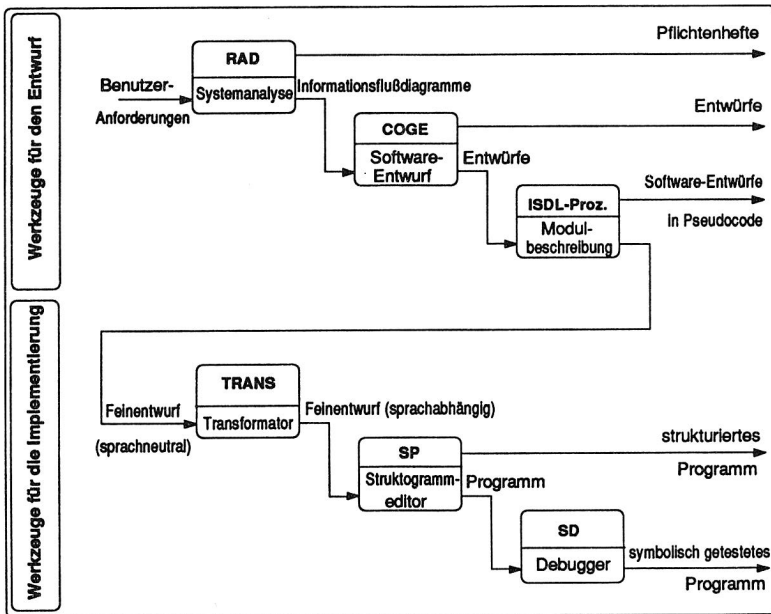 Werkzeuge für den Entwurf
RAD
Pflichtenhefte
Benutzer-
Anforderungen
Systemanalyse
Informationsflußdiagramme
COGE
Entwürfe
Software-
Entwurf
Entwürfe
ISDL-Proz.
Software-Entwürfe
in Pseudocode
Modul-
beschreibung
Werkzeuge für die Implementierung
TRANS
Feinentwurf
(sprachneutral)
Transformator
Feinentwurf (sprachabhängig)
SP
strukturiertes
Programm
Struktogramm-
editor
Programm
SD
Debugger
symbolisch getestetes
Programm